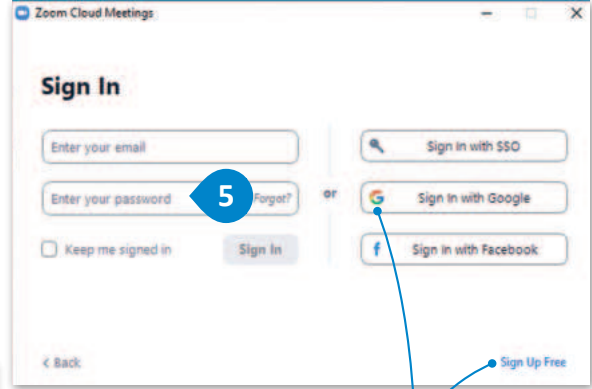 Zoom Cloud Meetings
Sign In
Enter your email
Enter your password
5
Forgot?
Keep me signed in
Sign In
or
Sign In with SSO
Sign In with Google
f Sign In with Facebook
< Back
Sign Up Free